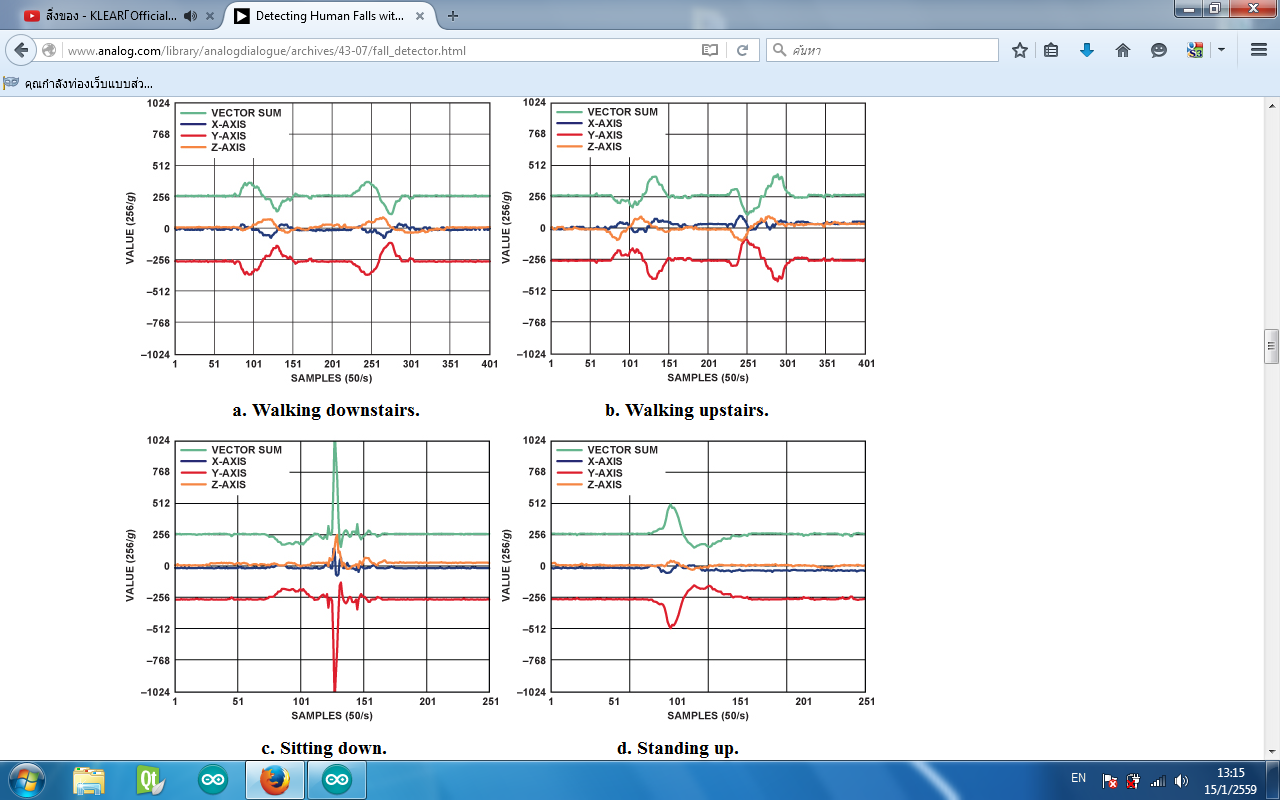 สิ่งของ - KLEAR「Official...
Detecting Human Falls wit...
www.analog.com/library/analogdialogue/archives/43-07/fall_detector.html
ค้นหา
คุณกำลังท่องเว็บแบบส่ว...
1024
768
512
256
0
−256
−512
−768
−1024
VALUE (256/g)
VECTOR SUM
X-AXIS
Y-AXIS
Z-AXIS
1 51 101 151 201 251 301 351 401
SAMPLES (50/s)
a. Walking downstairs.
1024
768
512
256
0
−256
−512
−768
−1024
VALUE (256/g)
VECTOR SUM
X-AXIS
Y-AXIS
Z-AXIS
1 51 101 151 201 251 301 351 401
SAMPLES (50/s)
b. Walking upstairs.
1024
768
512
256
0
−256
−512
−768
−1024
VALUE (256/g)
VECTOR SUM
X-AXIS
Y-AXIS
Z-AXIS
1 51 101 151 201 251
SAMPLES (50/s)
c. Sitting down.
1024
768
512
256
0
−256
−512
−768
−1024
VALUE (256/g)
VECTOR SUM
X-AXIS
Y-AXIS
Z-AXIS
1 51 101 151 201 251
SAMPLES (50/s)
d. Standing up.
Qt
EN
13:15
15/1/2559